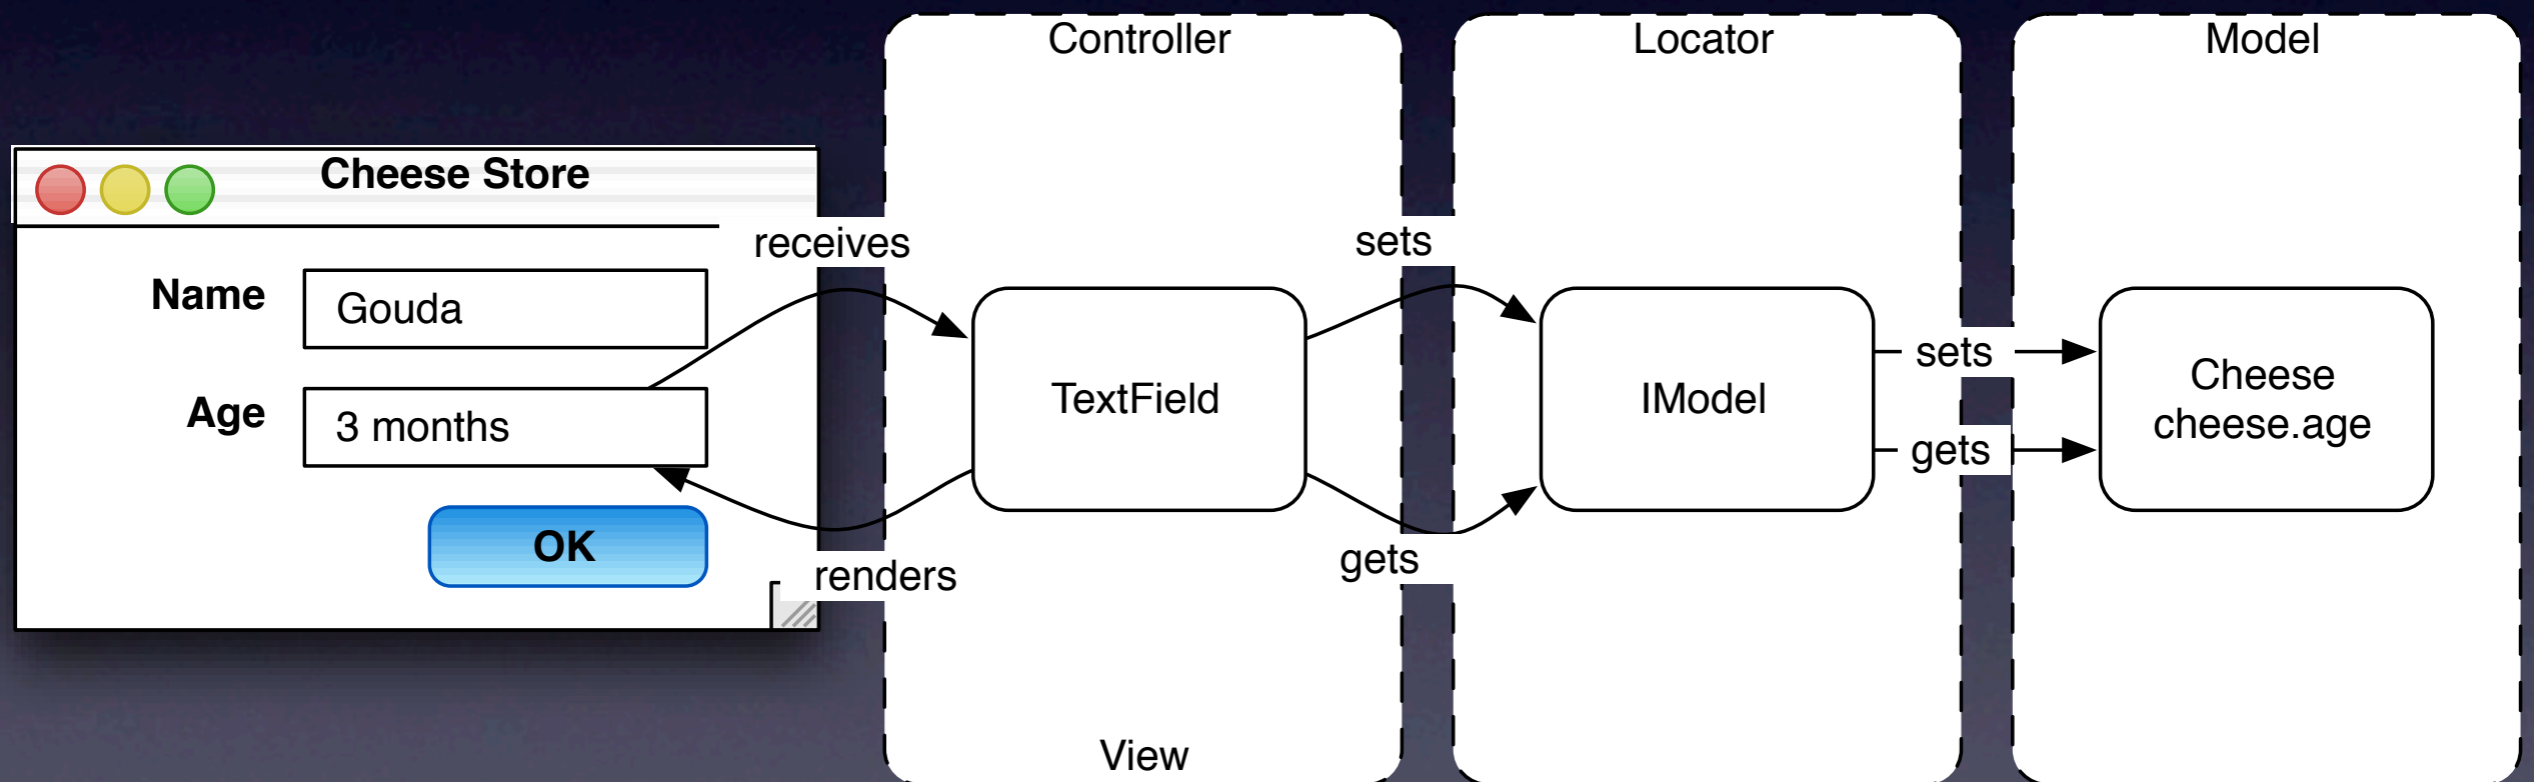 Controller
Locator
Model
Cheese Store
receives
sets
Name
Gouda
Age
3 months
TextField
IModel
sets
gets
Cheese
cheese.age
OK
renders
gets
View